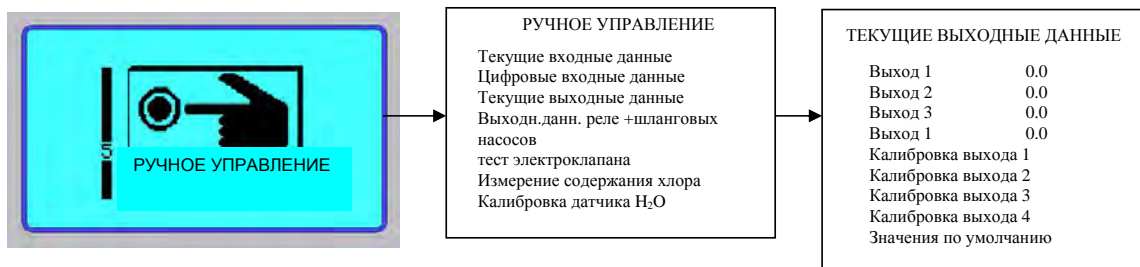 5
РУЧНОЕ УПРАВЛЕНИЕ
РУЧНОЕ УПРАВЛЕНИЕ
Текущие входные данные
Цифровые входные данные
Текущие выходные данные
Выходн.данн. реле +шланговых
насосов
тест электроклапана
Измерение содержания хлора
Калибровка датчика H₂O
ТЕКУЩИЕ ВЫХОДНЫЕ ДАННЫЕ
Выход 1 0.0
Выход 2 0.0
Выход 3 0.0
Выход 1 0.0
Калибровка выхода 1
Калибровка выхода 2
Калибровка выхода 3
Калибровка выхода 4
Значения по умолчанию